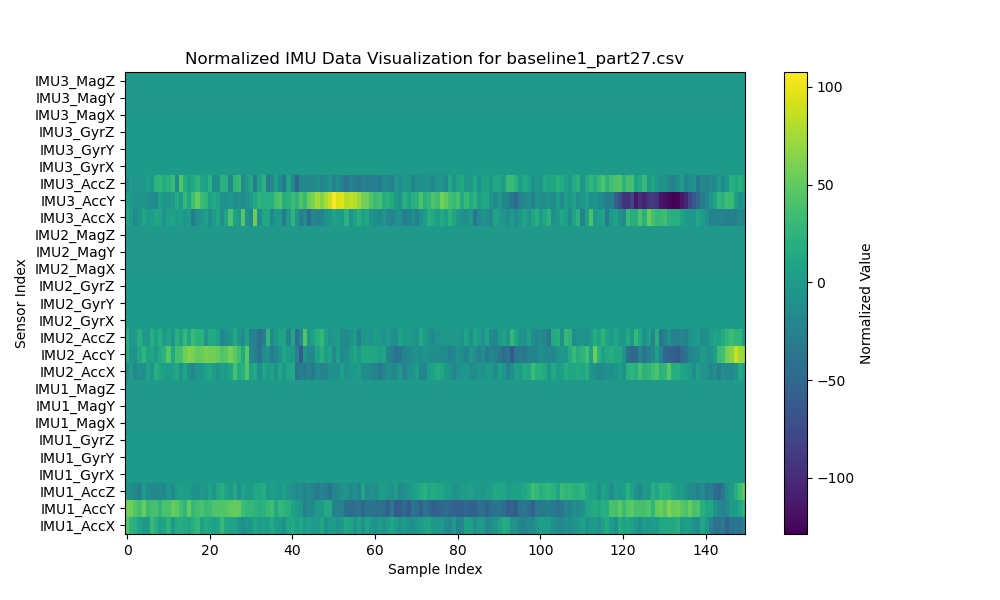 Normalized IMU Data Visualization for baseline1_part27.csv
IMU3_MagZ
IMU3_MagY
IMU3_MagX
IMU3_GyrZ
IMU3_GyrY
IMU3_GyrX
IMU3_AccZ
IMU3_AccY
IMU3_AccX
IMU2_MagZ
IMU2_MagY
IMU2_MagX
IMU2_GyrZ
IMU2_GyrY
IMU2_GyrX
IMU2_AccZ
IMU2_AccY
IMU2_AccX
IMU1_MagZ
IMU1_MagY
IMU1_MagX
IMU1_GyrZ
IMU1_GyrY
IMU1_GyrX
IMU1_AccZ
IMU1_AccY
IMU1_AccX
Sensor Index
0 20 40 60 80 100 120 140
Sample Index
100
50
0
−50
−100
Normalized Value